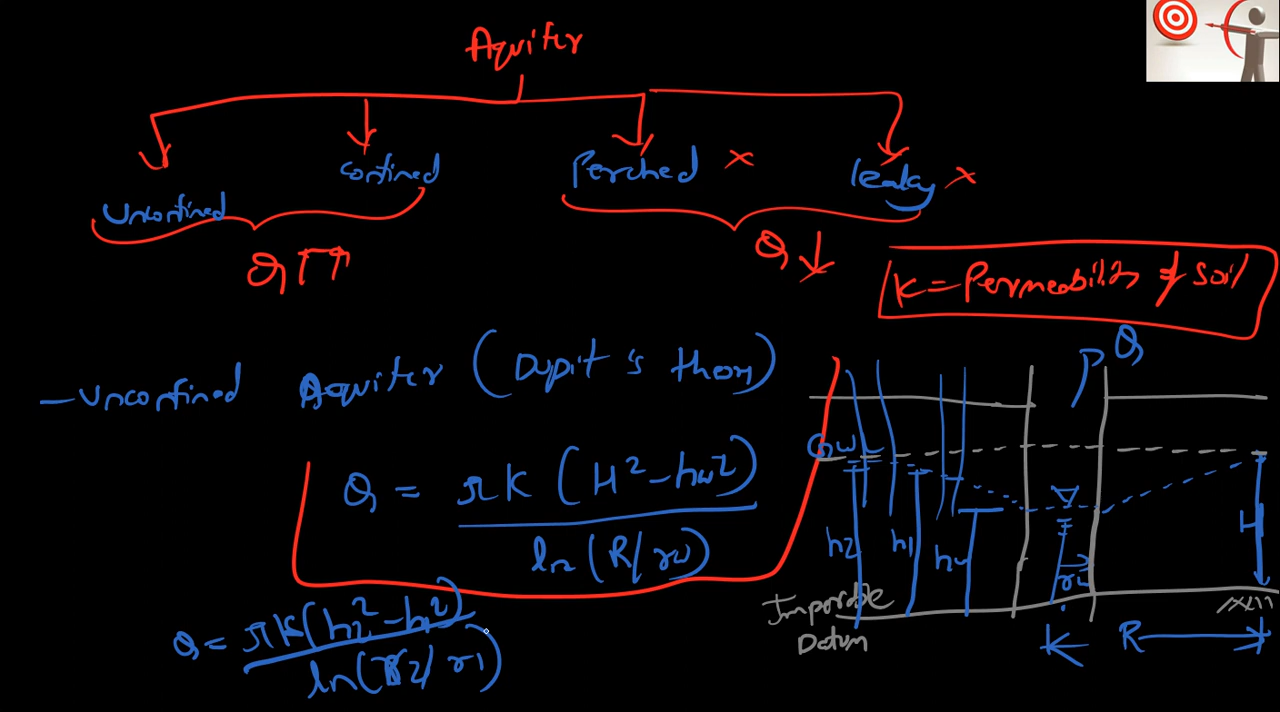 Aquifer
Unconfined
confined
Perched ×
leaky ×
Q ↑↑
Q ↓
K = Permeability of soil
— Unconfined Aquifer (Dupit's theory)
Q = πK (H² - hw²) / ln (R/rw)
Q = πK (h₂² - h₁²) / ln (r₂/r₁)
Q
GWL
h2
h1
hw
rw
H
R
Datum